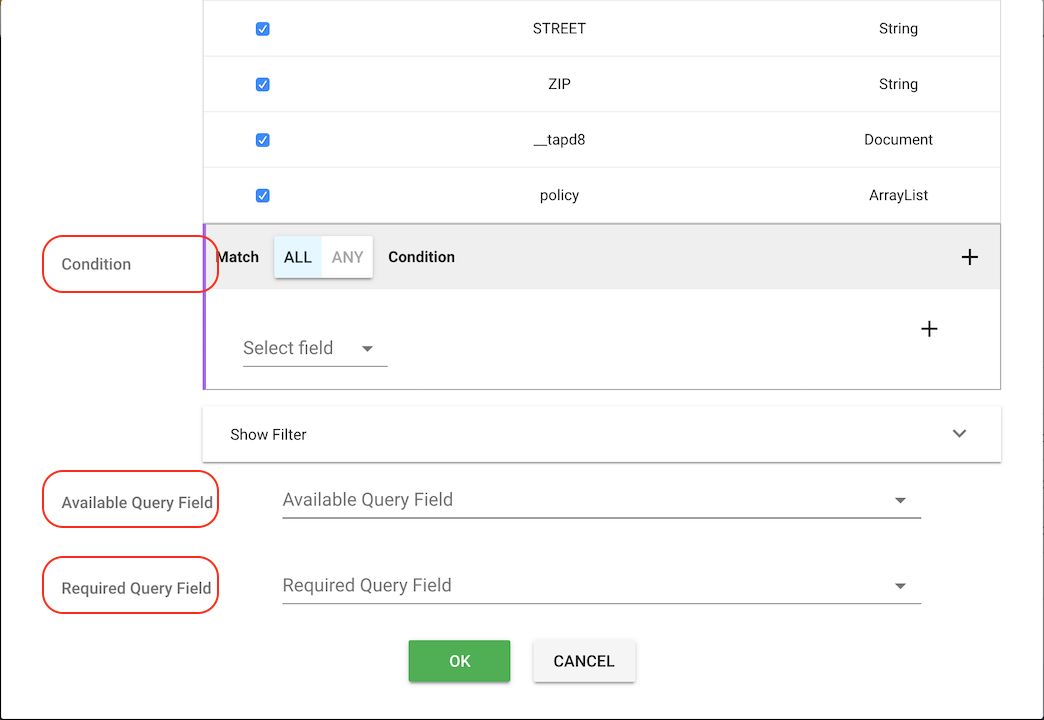 STREET String
ZIP String
__tapd8 Document
policy ArrayList
Condition Match ALL ANY Condition
Select field
Show Filter
Available Query Field Available Query Field
Required Query Field Required Query Field
OK CANCEL